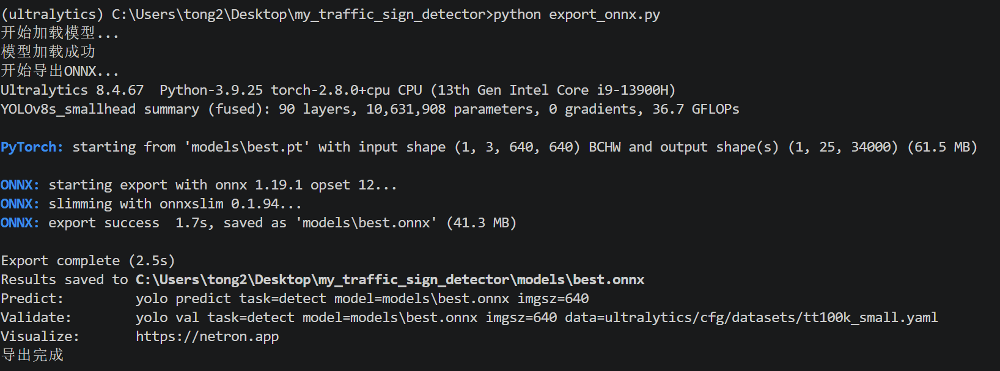 (ultralytics) C:\Users\tong2\Desktop\my_traffic_sign_detector>python export_onnx.py
开始加载模型...
模型加载成功
开始导出ONNX...
Ultralytics 8.4.67  Python-3.9.25 torch-2.8.0+cpu CPU (13th Gen Intel Core i9-13900H)
YOLOv8s_smallhead summary (fused): 90 layers, 10,631,908 parameters, 0 gradients, 36.7 GFLOPs
PyTorch: starting from 'models\best.pt' with input shape (1, 3, 640, 640) BCHW and output shape(s) (1, 25, 34000) (61.5 MB)
ONNX: starting export with onnx 1.19.1 opset 12...
ONNX: slimming with onnxslim 0.1.94...
ONNX: export success  1.7s, saved as 'models\best.onnx' (41.3 MB)
Export complete (2.5s)
Results saved to C:\Users\tong2\Desktop\my_traffic_sign_detector\models\best.onnx
Predict:         yolo predict task=detect model=models\best.onnx imgsz=640
Validate:        yolo val task=detect model=models\best.onnx imgsz=640 data=ultralytics/cfg/datasets/tt100k_small.yaml
Visualize:       https://netron.app
导出完成